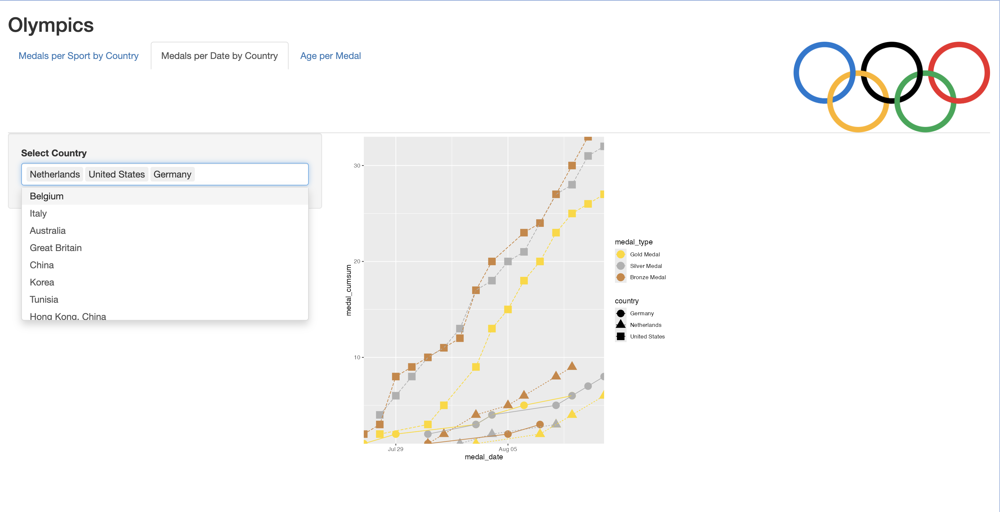 Olympics
Medals per Sport by Country
Medals per Date by Country
Age per Medal
Select Country
Netherlands United States Germany
Belgium
Italy
Australia
Great Britain
China
Korea
Tunisia
Hong Kong, China
30
20
10
medal_cumsum
Jul 29
Aug 05
medal_date
medal_type
Gold Medal
Silver Medal
Bronze Medal
country
Germany
Netherlands
United States